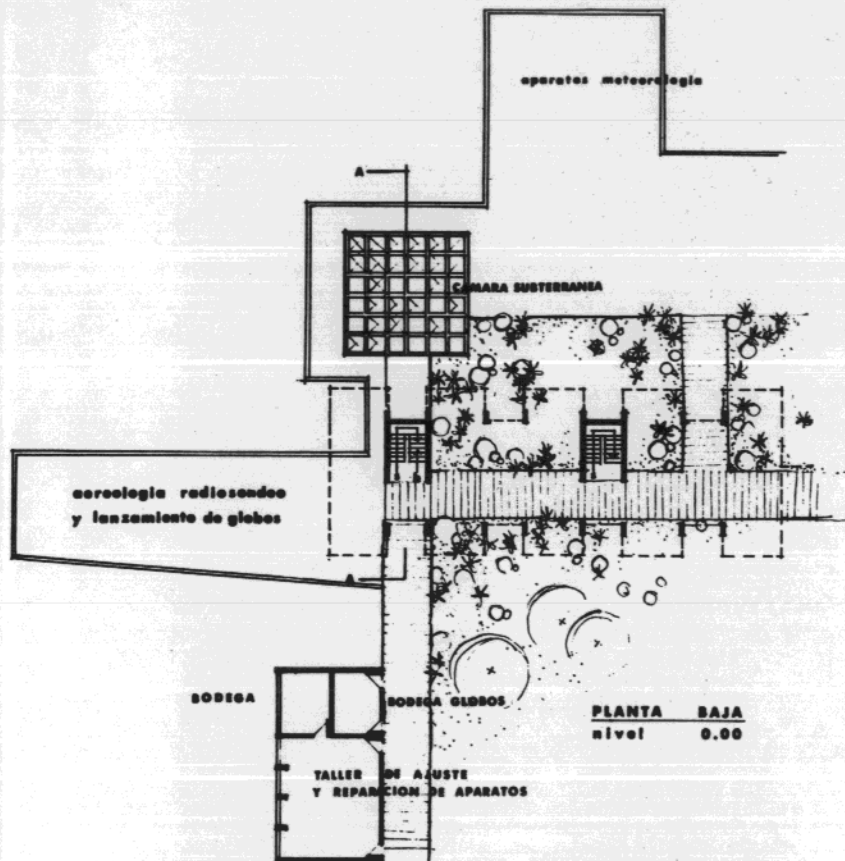 aparatos meteorologia
A
CAMARA SUBTERRANEA
aereologia radiosondeo
y lanzamiento de globos
A
BODEGA
BODEGA GLOBOS
PLANTA BAJA
nivel 0.00
TALLER DE AJUSTE
Y REPARACION DE APARATOS